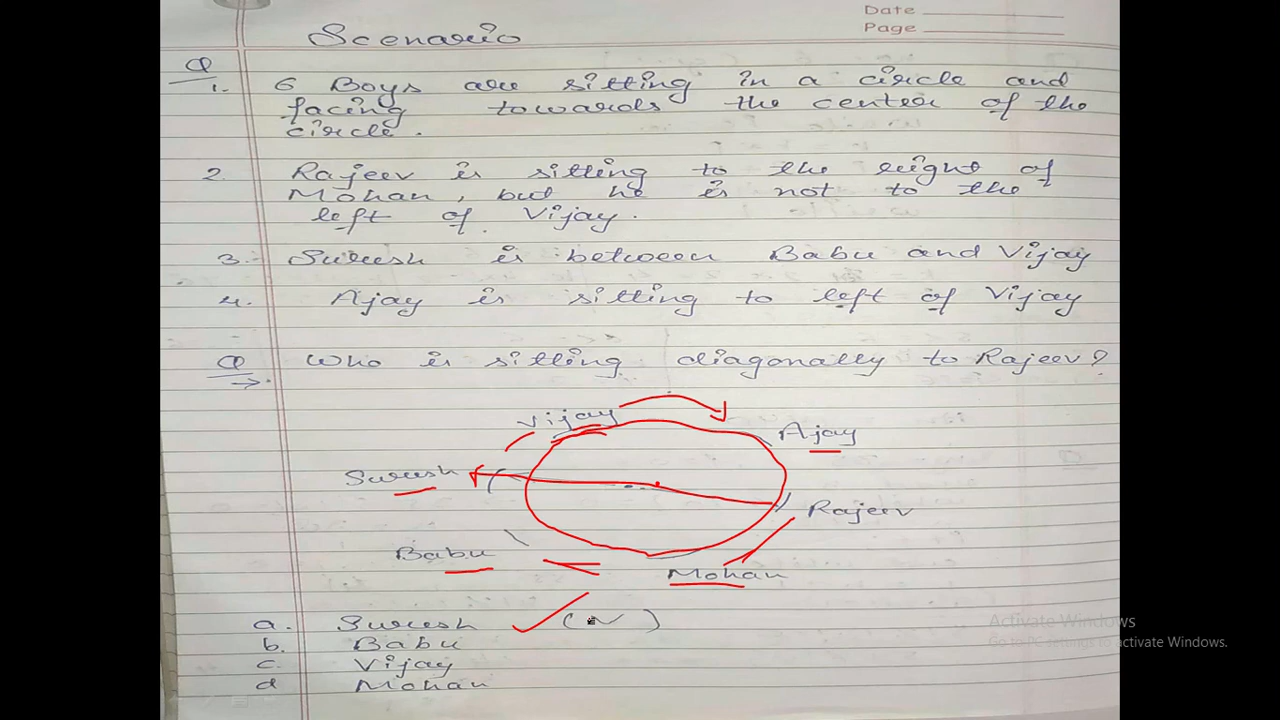 Date
Page
Scenario
Q
1. 6 Boys are sitting in a circle and
facing towards the center of the
circle.
2. Rajeev is sitting to the right of
Mohan, but he is not to the
left of Vijay.
3. Suresh is between Babu and Vijay
4. Ajay is sitting to left of Vijay
Q Who is sitting diagonally to Rajeev?
Vijay
Ajay
Suresh
Rajeev
Babu
Mohan
a. Suresh (✓)
b. Babu
c. Vijay
d Mohan
Activate Windows
Go to PC settings to activate Windows.